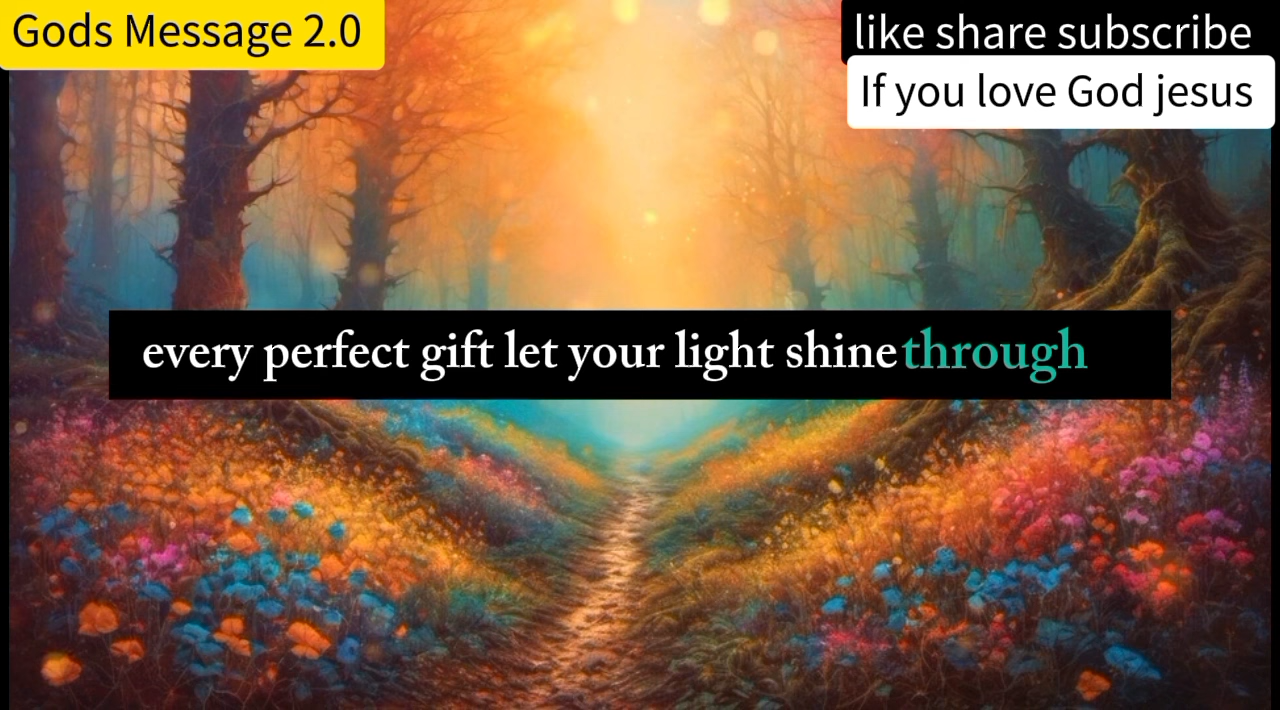 Gods Message 2.0
like share subscribe
If you love God jesus
every perfect gift let your light shine through